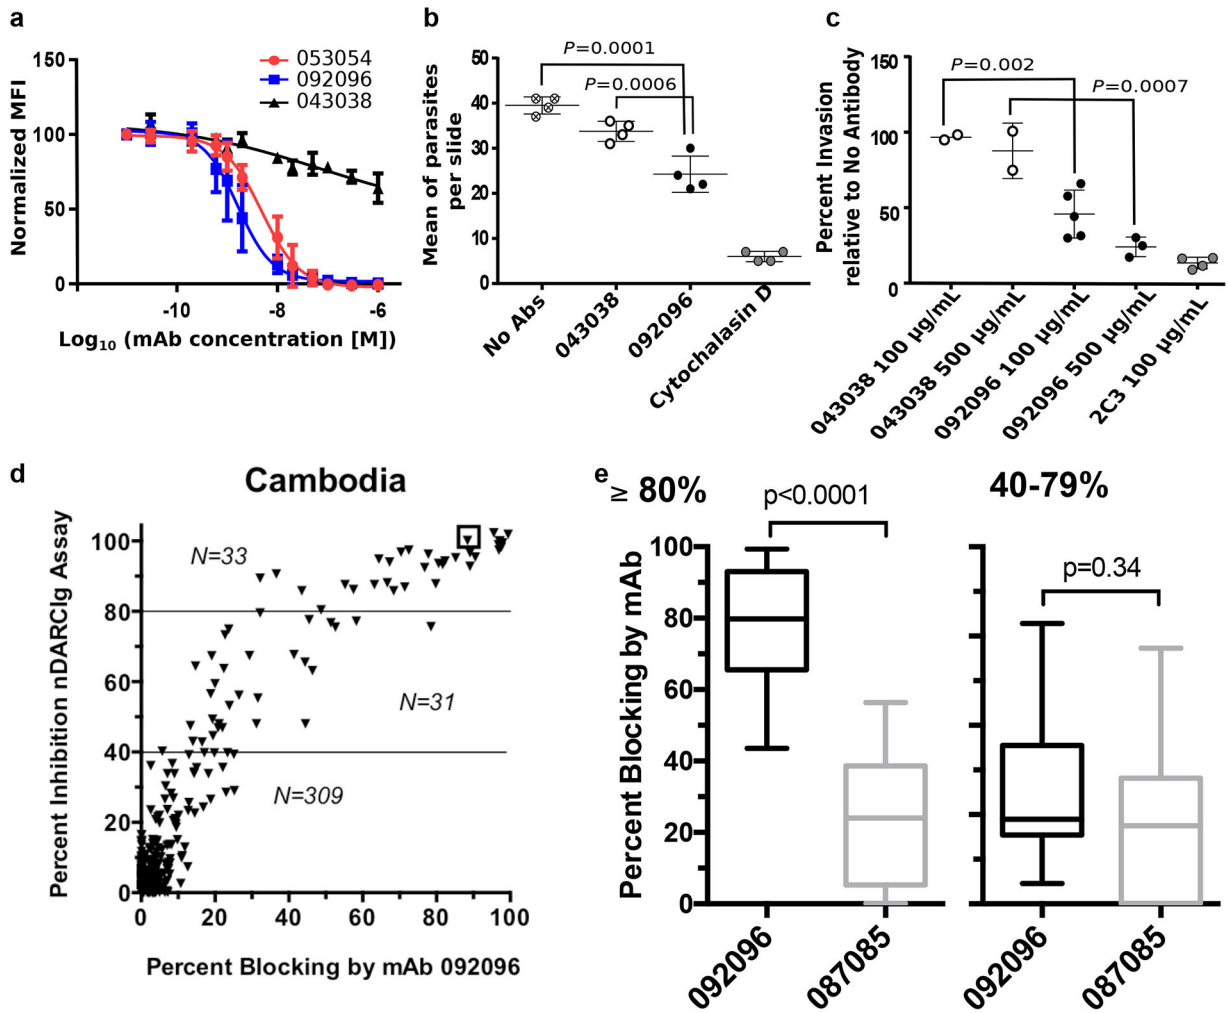 a
150
100
50
0
Normalized MFI
053054
092096
043038
-10
-8
-6
Log₁₀ (mAb concentration [M])
b
50
40
30
20
10
0
Mean of parasites
per slide
P=0.0001
P=0.0006
No Abs
043038
092096
Cytochalasin D
c
150
100
50
0
Percent Invasion
relative to No Antibody
P=0.002
P=0.0007
043038 100 µg/mL
043038 500 µg/mL
092096 100 µg/mL
092096 500 µg/mL
2C3 100 µg/mL
d
Cambodia
100
80
60
40
20
0
Percent Inhibition nDARCIg Assay
N=33
N=31
N=309
0
20
40
60
80
100
Percent Blocking by mAb 092096
e
≥ 80%
p<0.0001
100
80
60
40
20
0
Percent Blocking by mAb
092096
087085
40-79%
p=0.34
092096
087085